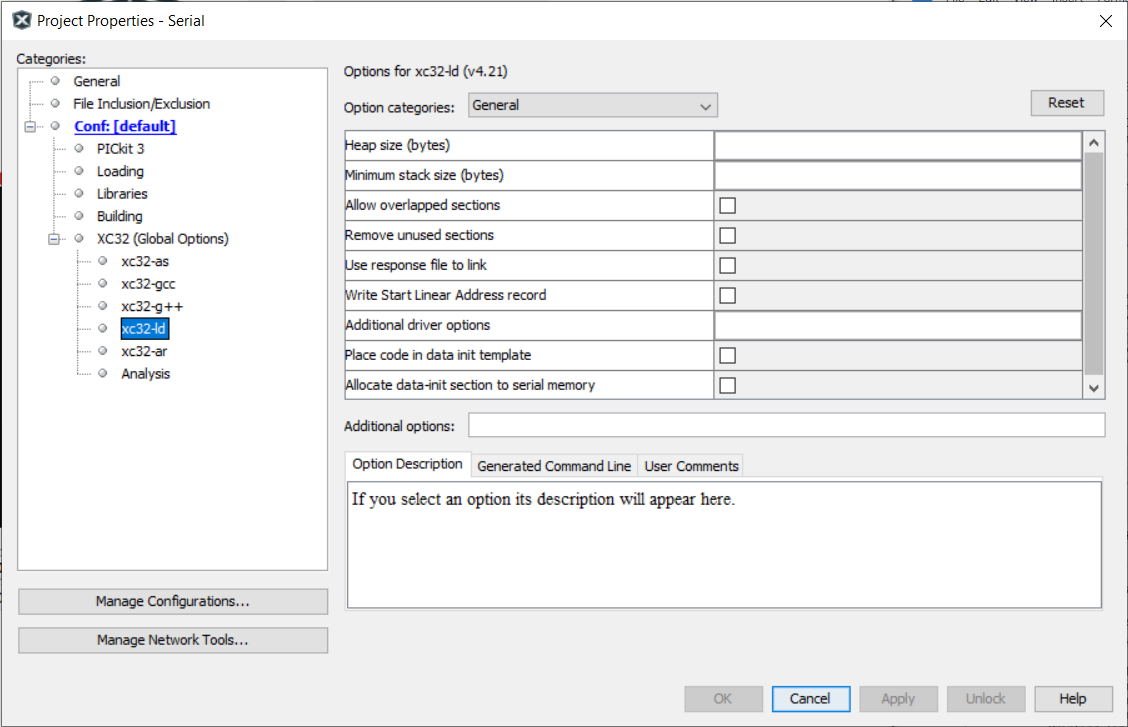 Project Properties - Serial
Categories:
General
File Inclusion/Exclusion
Conf: [default]
PICkit 3
Loading
Libraries
Building
XC32 (Global Options)
xc32-as
xc32-gcc
xc32-g++
xc32-ld
xc32-ar
Analysis
Manage Configurations...
Manage Network Tools...
Options for xc32-ld (v4.21)
Option categories: General Reset
Heap size (bytes)
Minimum stack size (bytes)
Allow overlapped sections
Remove unused sections
Use response file to link
Write Start Linear Address record
Additional driver options
Place code in data init template
Allocate data-init section to serial memory
Additional options:
Option Description Generated Command Line User Comments
If you select an option its description will appear here.
OK Cancel Apply Unlock Help